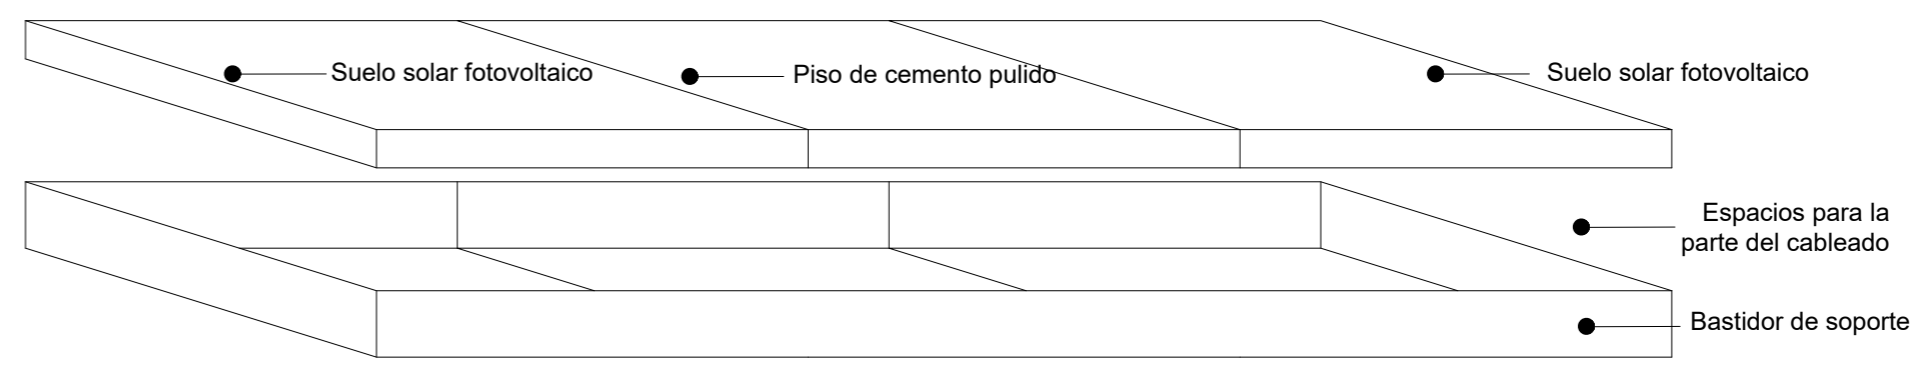 Suelo solar fotovoltaico
Piso de cemento pulido
Suelo solar fotovoltaico
Espacios para la
parte del cableado
Bastidor de soporte